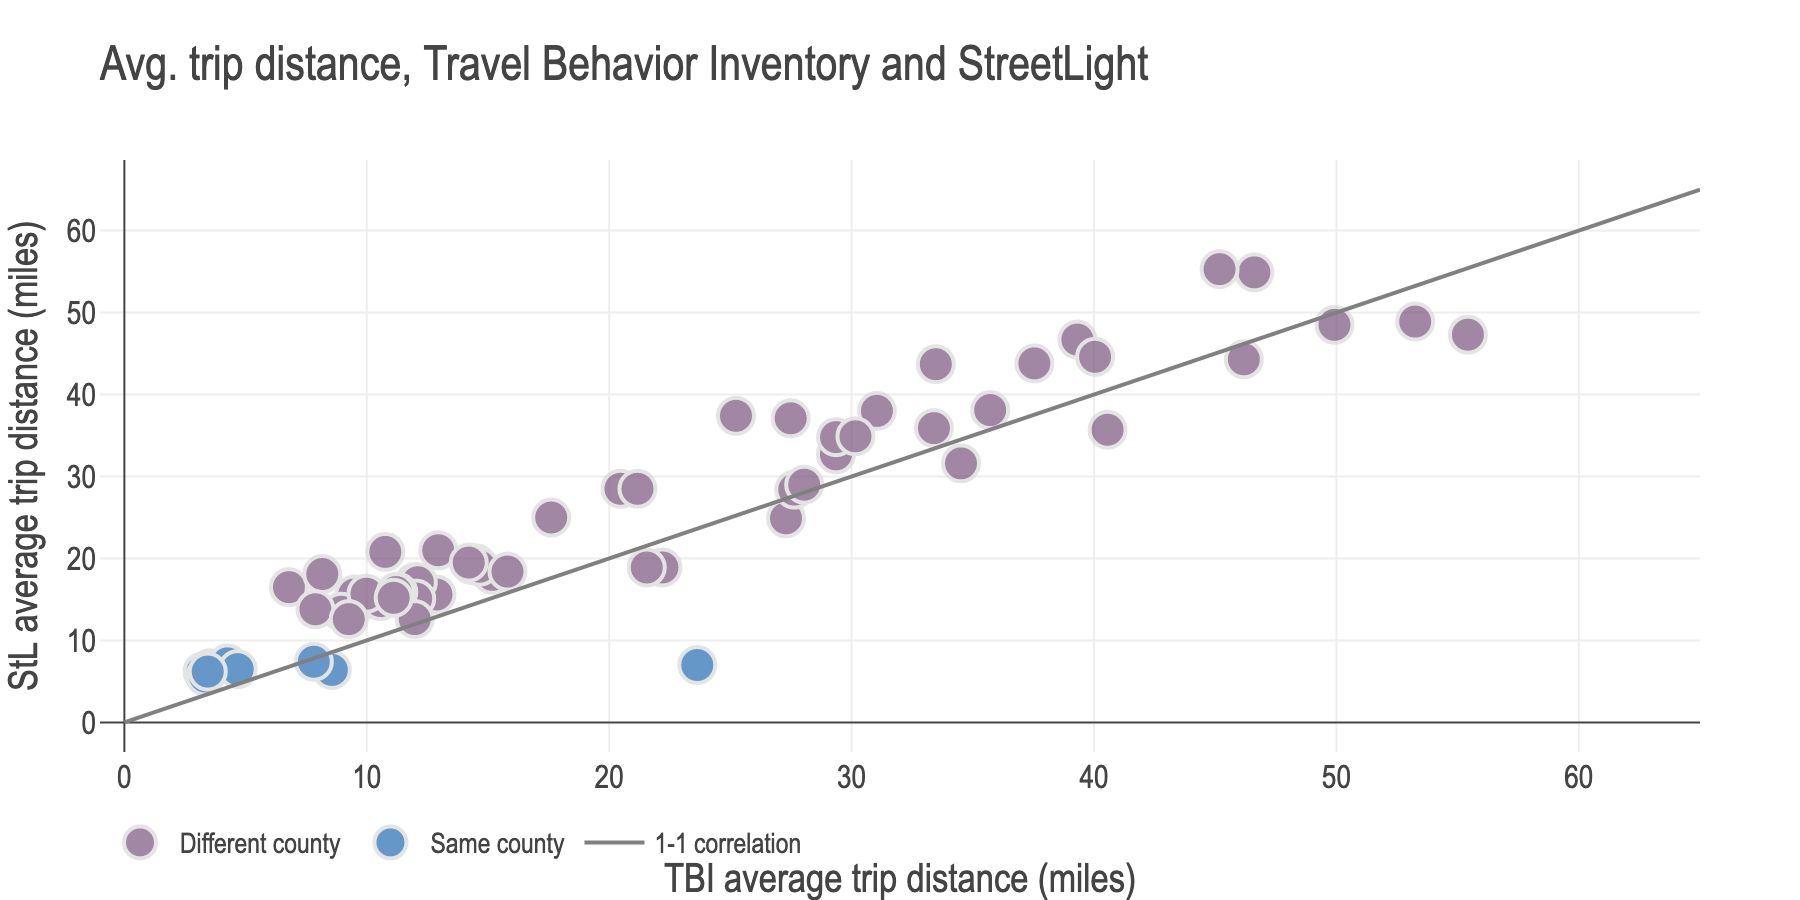 Avg. trip distance, Travel Behavior Inventory and StreetLight
StL average trip distance (miles)
60
50
40
30
20
10
0
0 10 20 30 40 50 60
Different county Same county 1-1 correlation
TBI average trip distance (miles)